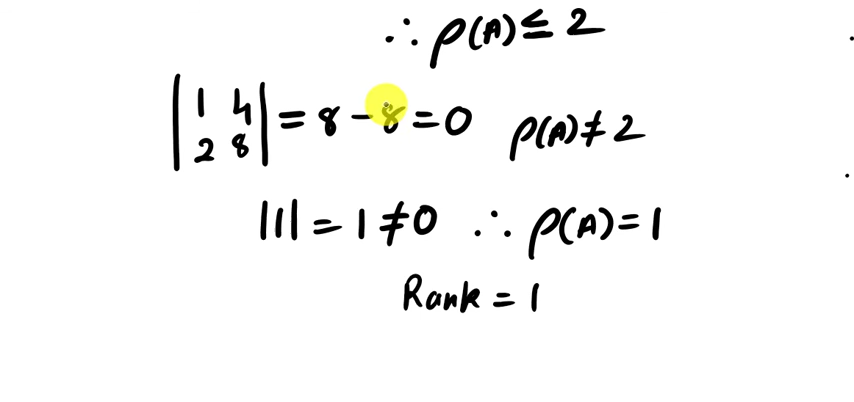 ∴ ρ(A) ≤ 2
| 1 4 | = 8 - 8 = 0 ρ(A) ≠ 2
| 2 8 |
|1| = 1 ≠ 0 ∴ ρ(A) = 1
Rank = 1